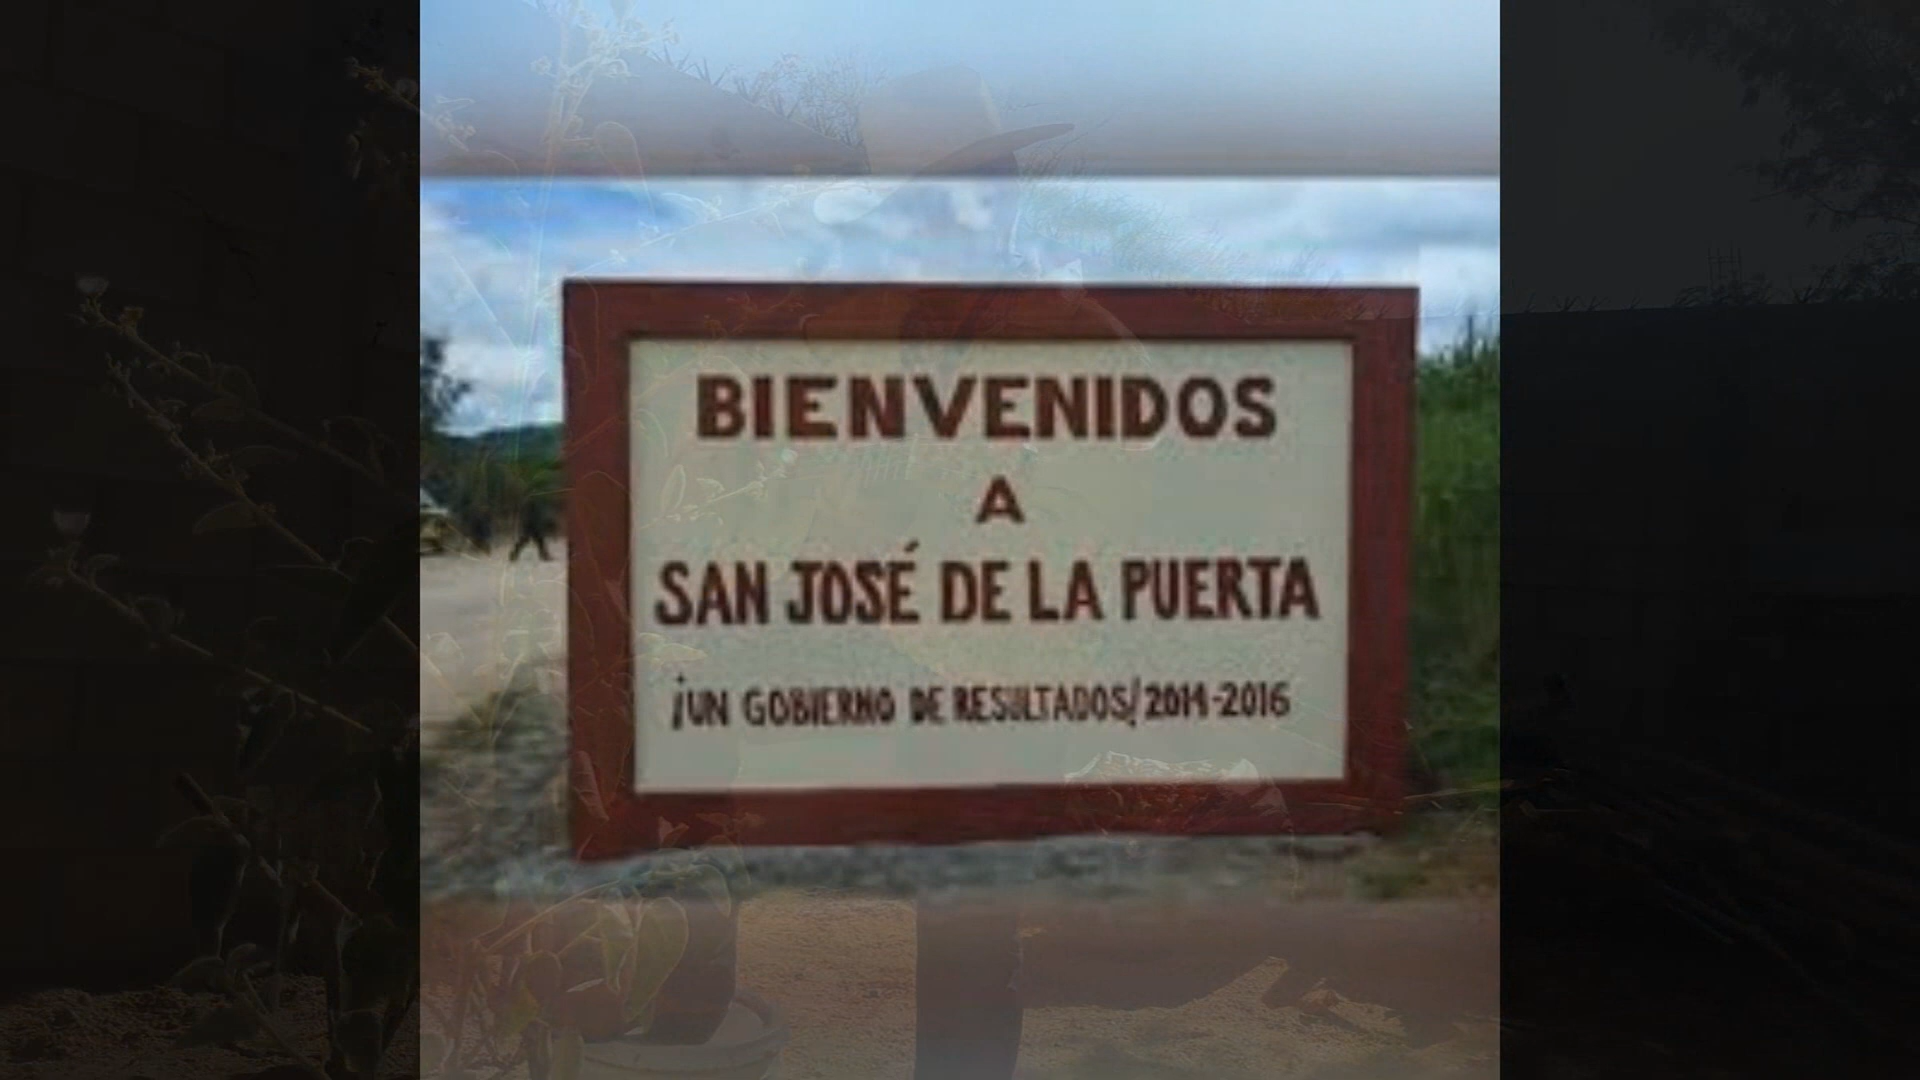 BIENVENIDOS
A
SAN JOSÉ DE LA PUERTA
¡UN GOBIERNO DE RESULTADOS/2014-2016